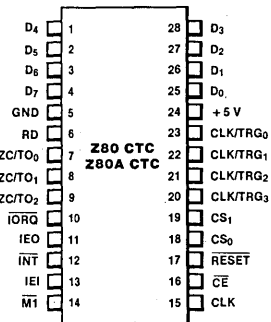 D4 1 28 D3
D5 2 27 D2
D6 3 26 D1
D7 4 25 D0
GND 5 24 +5 V
RD 6 23 CLK/TRG0
ZC/TO0 7 Z80 CTC 22 CLK/TRG1
ZC/TO1 8 Z80A CTC 21 CLK/TRG2
ZC/TO2 9 20 CLK/TRG3
IORQ 10 19 CS1
IEO 11 18 CS0
INT 12 17 RESET
IEI 13 16 CE
M1 14 15 CLK